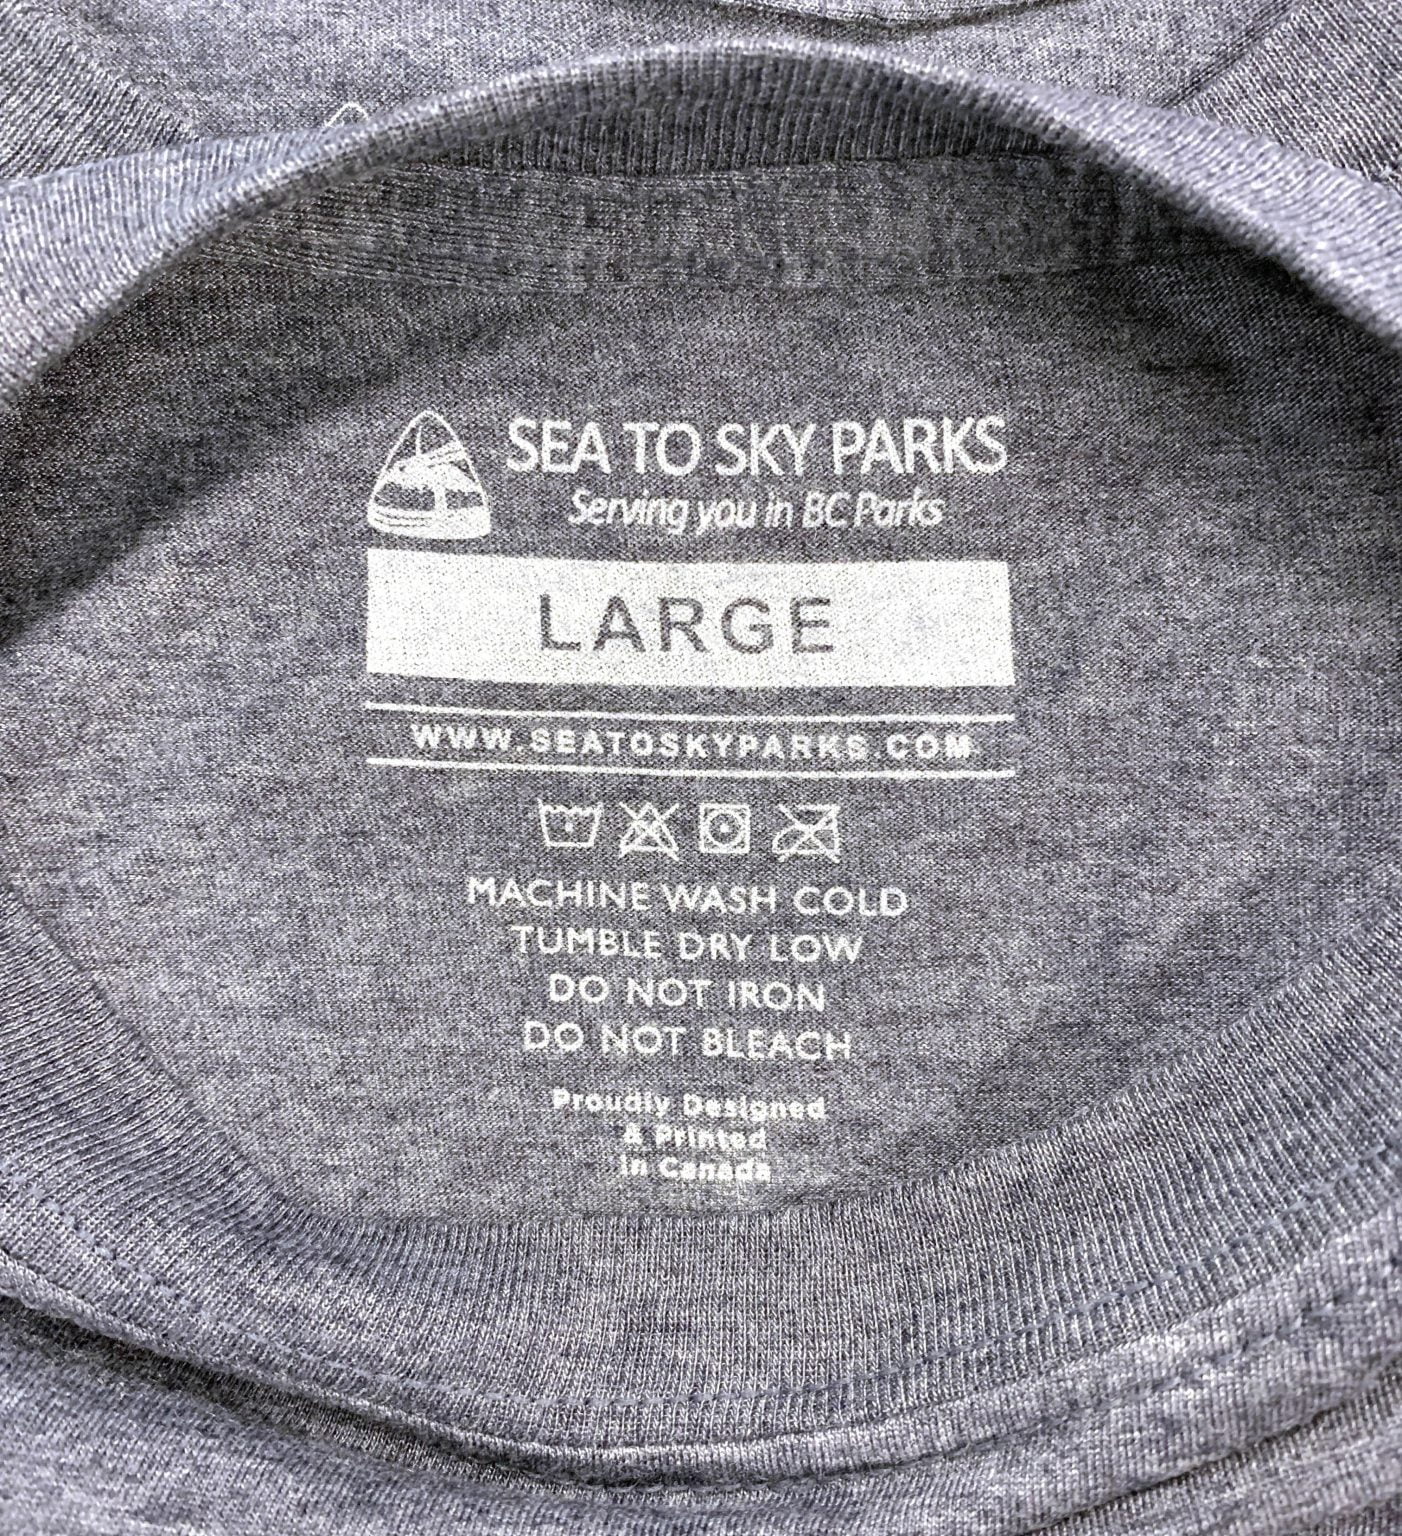 SEA TO SKY PARKS
Serving you in BC Parks
LARGE
WWW.SEATOSKYPARKS.COM
MACHINE WASH COLD
TUMBLE DRY LOW
DO NOT IRON
DO NOT BLEACH
Proudly Designed
& Printed
in Canada